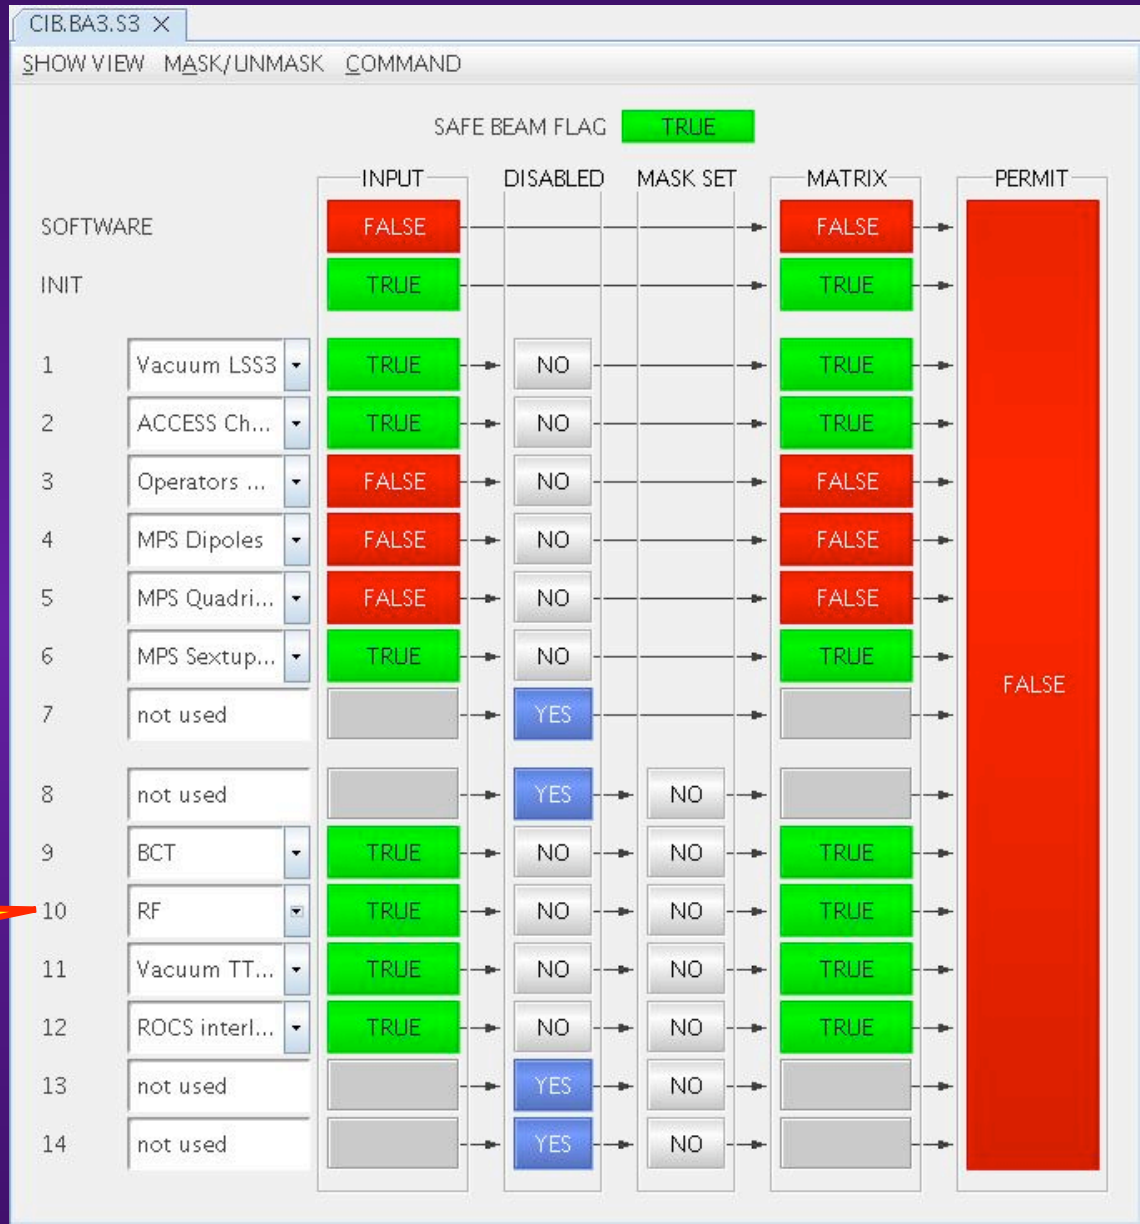 CIB.BA3.S3 ×
SHOW VIEW MASK/UNMASK COMMAND
SAFE BEAM FLAG TRUE
INPUT DISABLED MASK SET MATRIX PERMIT
SOFTWARE FALSE FALSE
INIT TRUE TRUE
1 Vacuum LSS3 TRUE NO TRUE
2 ACCESS Ch... TRUE NO TRUE
3 Operators ... FALSE NO FALSE
4 MPS Dipoles FALSE NO FALSE
5 MPS Quadri... FALSE NO FALSE
6 MPS Sextup... TRUE NO TRUE
FALSE
7 not used YES
8 not used YES NO
9 BCT TRUE NO NO TRUE
10 RF TRUE NO NO TRUE
11 Vacuum TT... TRUE NO NO TRUE
12 ROCS interl... TRUE NO NO TRUE
13 not used YES NO
14 not used YES NO